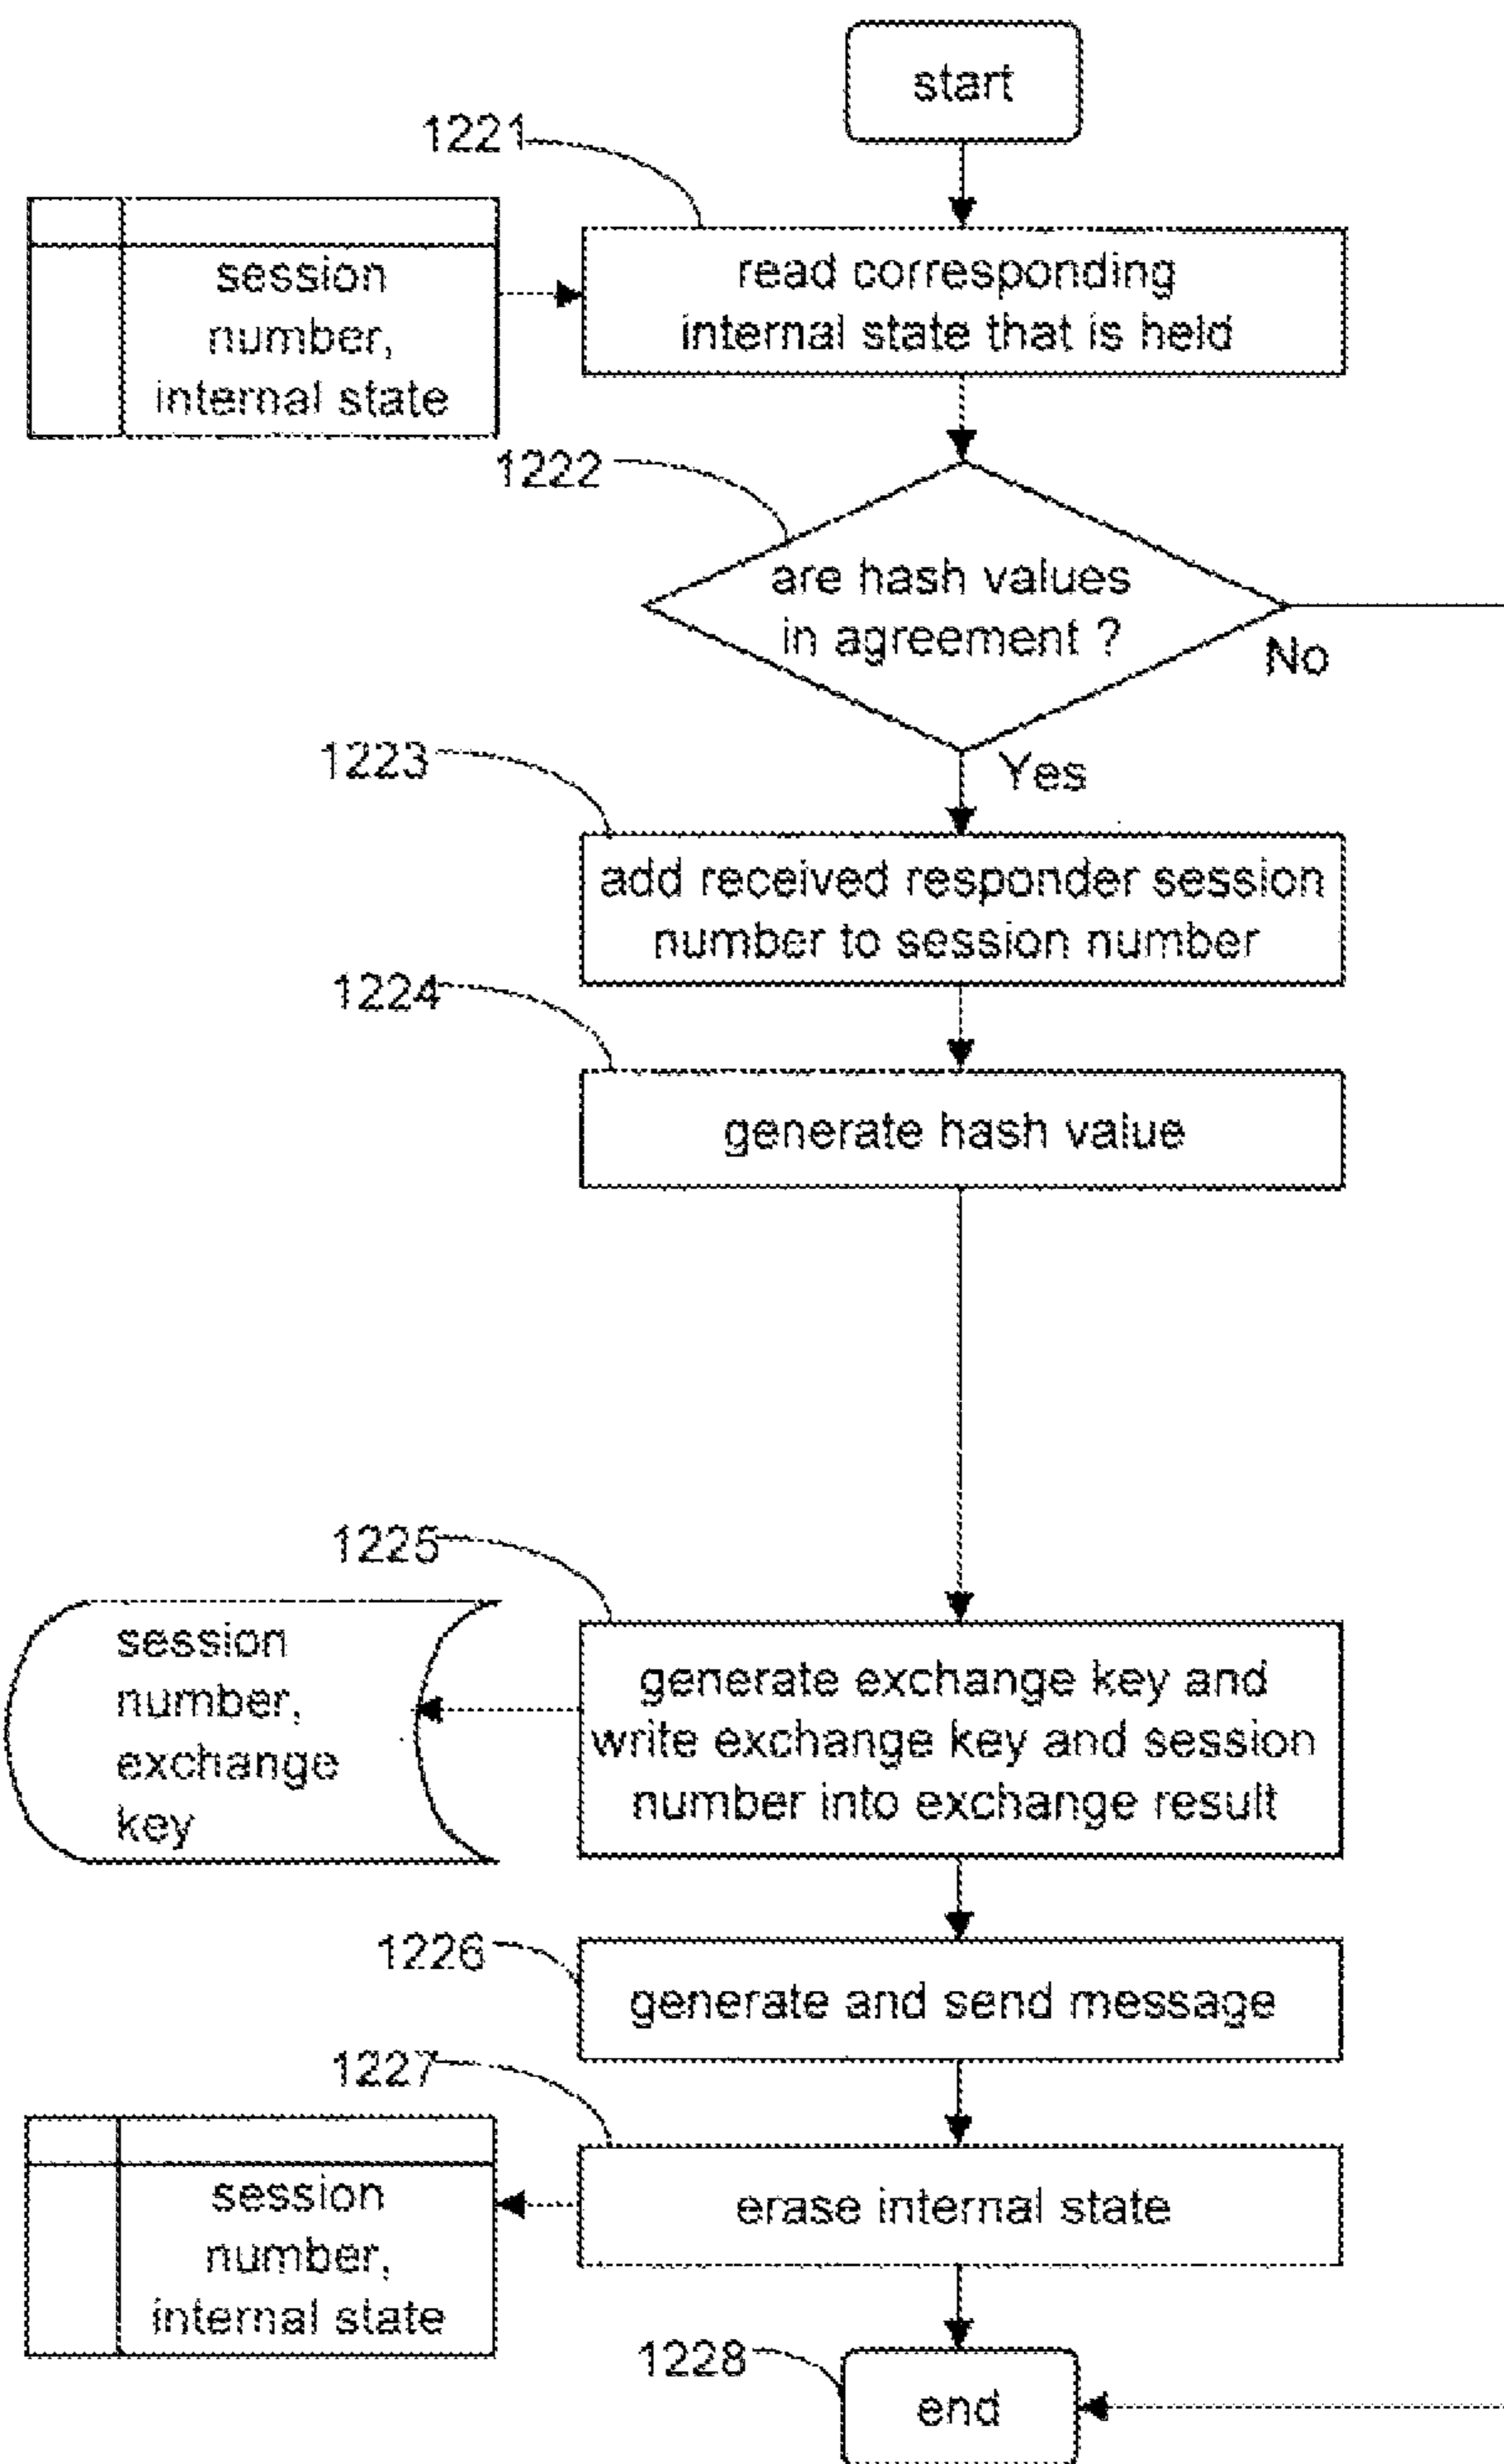 start
1221
session
number,
internal state
read corresponding
internal state that is held
1222
are hash values
in agreement ?
No
Yes
1223
add received responder session
number to session number
1224
generate hash value
1225
session
number,
exchange
key
generate exchange key and
write exchange key and session
number into exchange result
1226
generate and send message
1227
session
number,
internal state
erase internal state
1228
end